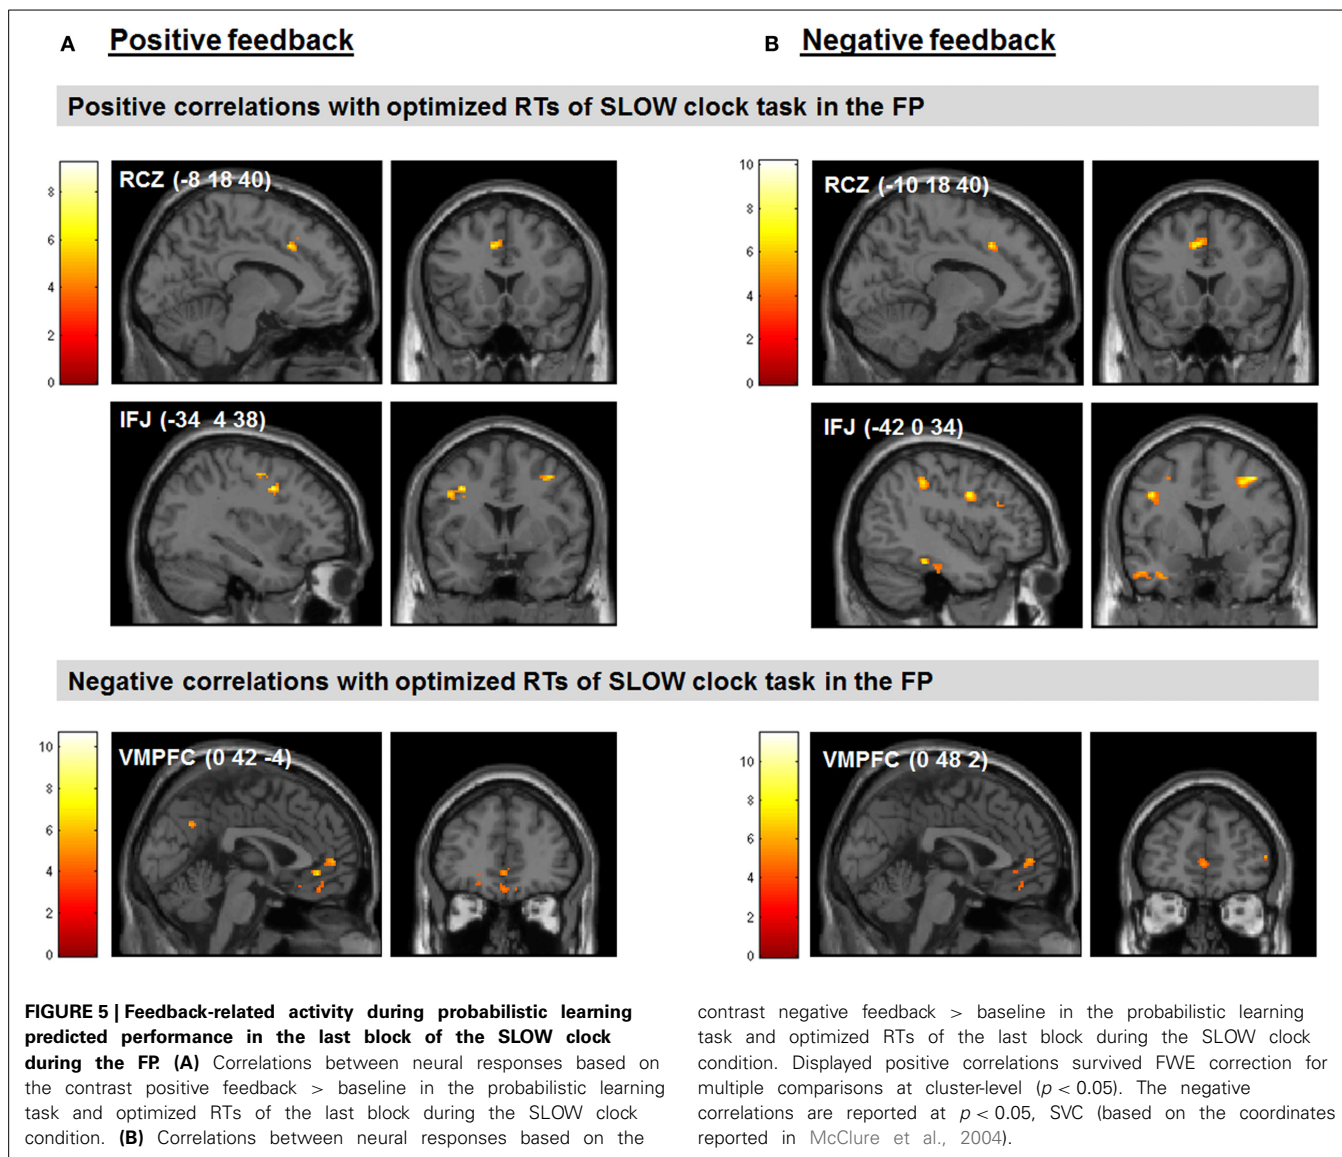 A Positive feedback
B Negative feedback
Positive correlations with optimized RTs of SLOW clock task in the FP
8
6
4
2
0
RCZ (-8 18 40)
10
8
6
4
2
0
RCZ (-10 18 40)
IFJ (-34 4 38)
IFJ (-42 0 34)
Negative correlations with optimized RTs of SLOW clock task in the FP
10
8
6
4
2
0
VMPFC (0 42 -4)
10
8
6
4
2
0
VMPFC (0 48 2)
FIGURE 5 | Feedback-related activity during probabilistic learning
predicted performance in the last block of the SLOW clock
during the FP. (A) Correlations between neural responses based on
the contrast positive feedback > baseline in the probabilistic learning
task and optimized RTs of the last block during the SLOW clock
condition. (B) Correlations between neural responses based on the
contrast negative feedback > baseline in the probabilistic learning
task and optimized RTs of the last block during the SLOW clock
condition. Displayed positive correlations survived FWE correction for
multiple comparisons at cluster-level (p < 0.05). The negative
correlations are reported at p < 0.05, SVC (based on the coordinates
reported in McClure et al., 2004).